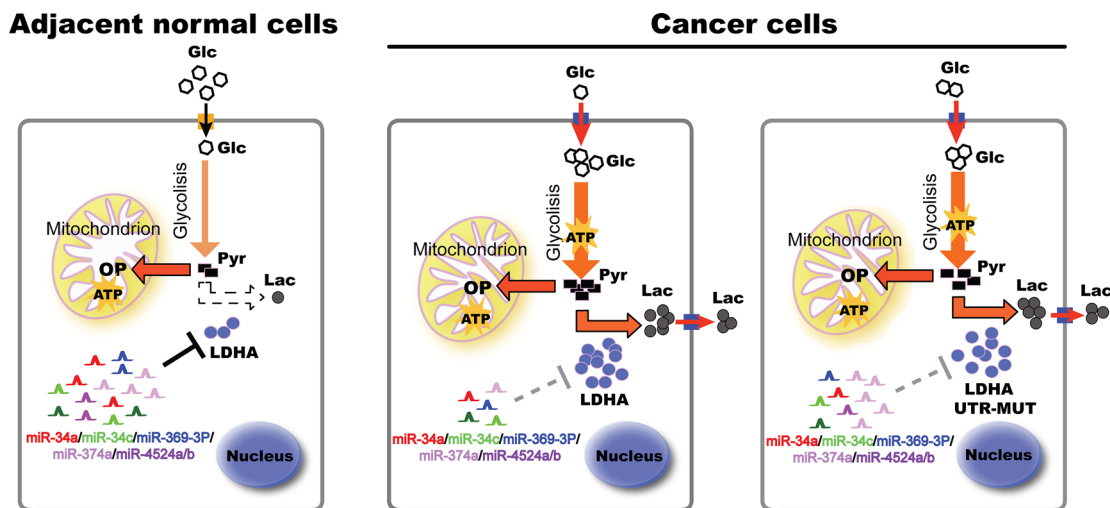 Adjacent normal cells
Glc
Glc
Glycolisis
Mitochondrion
OP
ATP
Pyr
Lac
LDHA
miR-34a/miR-34c/miR-369-3P/
miR-374a/miR-4524a/b
Nucleus
Cancer cells
Glc
Glc
Glycolisis
ATP
Mitochondrion
OP
ATP
Pyr
Lac
Lac
LDHA
miR-34a/miR-34c/miR-369-3P/
miR-374a/miR-4524a/b
Nucleus
Glc
Glc
Glycolisis
ATP
Mitochondrion
OP
ATP
Pyr
Lac
Lac
LDHA
UTR-MUT
miR-34a/miR-34c/miR-369-3P/
miR-374a/miR-4524a/b
Nucleus